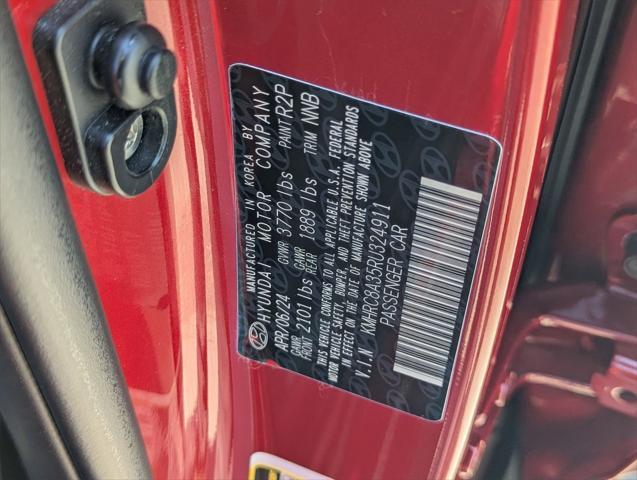 MANUFACTURED IN KOREA BY
HYUNDAI MOTOR COMPANY
APR/06/24 GVWR 3770 lbs PAINT R2P
GAWR FRONT 2101 lbs GAWR REAR 1889 lbs TRIM NNB
THIS VEHICLE CONFORMS TO ALL APPLICABLE U.S.A. FEDERAL
MOTOR VEHICLE SAFETY, BUMPER, AND THEFT PREVENTION STANDARDS
IN EFFECT ON THE DATE OF MANUFACTURE SHOWN ABOVE
V.I.N KMHRC8A35RU324911
PASSENGER CAR